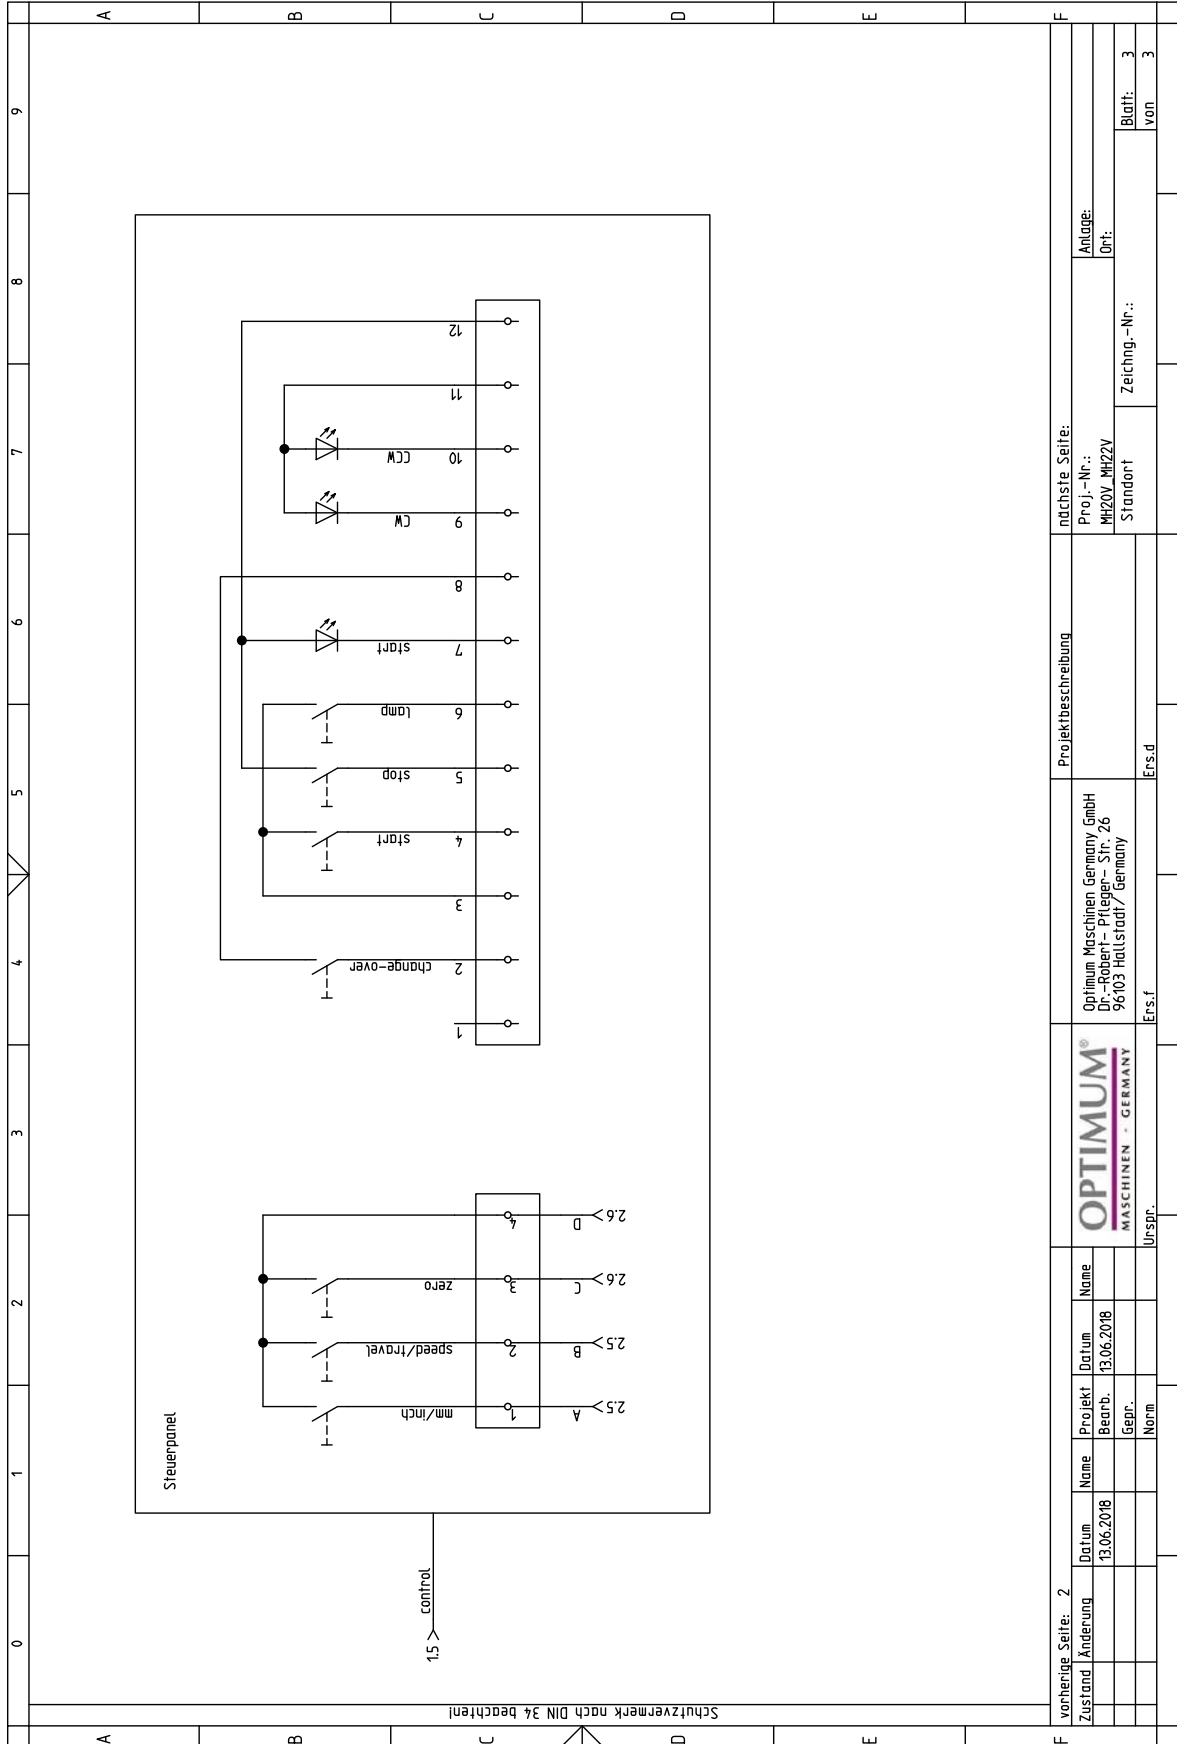 0 1 2 3 4 5 6 7 8 9
A
B
C
D
E
F
A
B
C
D
E
F
Schutzvermerk nach DIN 34 beachten!
Steuerpanel
1.5
control
mm/inch
speed/travel
zero
1 2 3 4
A B C D
2.5 2.5 2.6 2.6
change-over
start
stop
lamp
start
CW
CCW
1 2 3 4 5 6 7 8 9 10 11 12
vorherige Seite: 2
nächste Seite:
Zustand Änderung Datum Name Projekt Datum Name
13.06.2018
Bearb. 13.06.2018
Gepr.
Norm
Urspr.
Ers.f
Ers.d
OPTIMUM®
MASCHINEN - GERMANY
Optimum Maschinen Germany GmbH
Dr.-Robert- Pfleger- Str. 26
96103 Hallstadt/ Germany
Projektbeschreibung
Proj.-Nr.:
MH20V_MH22V
Standort
Zeichng.-Nr.:
Anlage:
Ort:
Blatt: 3
von 3